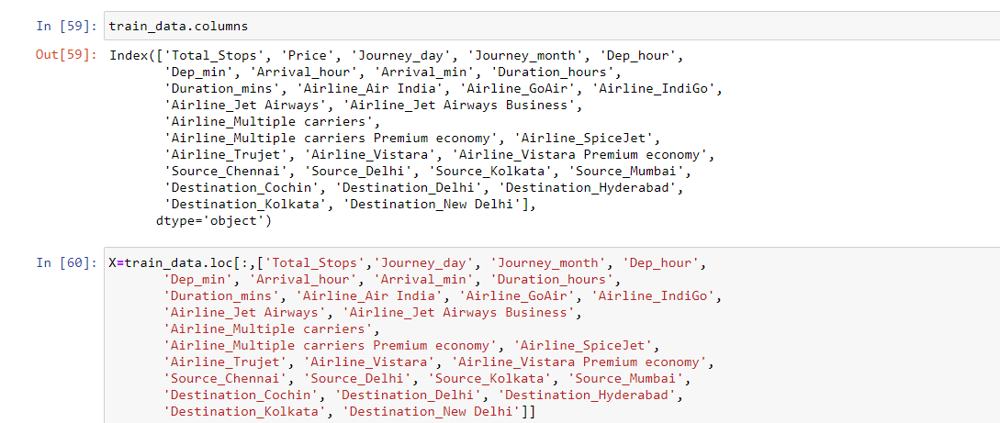 In [59]: train_data.columns
Out[59]: Index(['Total_Stops', 'Price', 'Journey_day', 'Journey_month', 'Dep_hour',
'Dep_min', 'Arrival_hour', 'Arrival_min', 'Duration_hours',
'Duration_mins', 'Airline_Air India', 'Airline_GoAir', 'Airline_IndiGo',
'Airline_Jet Airways', 'Airline_Jet Airways Business',
'Airline_Multiple carriers',
'Airline_Multiple carriers Premium economy', 'Airline_SpiceJet',
'Airline_Trujet', 'Airline_Vistara', 'Airline_Vistara Premium economy',
'Source_Chennai', 'Source_Delhi', 'Source_Kolkata', 'Source_Mumbai',
'Destination_Cochin', 'Destination_Delhi', 'Destination_Hyderabad',
'Destination_Kolkata', 'Destination_New Delhi'],
dtype='object')
In [60]: X=train_data.loc[:,['Total_Stops','Journey_day', 'Journey_month', 'Dep_hour',
'Dep_min', 'Arrival_hour', 'Arrival_min', 'Duration_hours',
'Duration_mins', 'Airline_Air India', 'Airline_GoAir', 'Airline_IndiGo',
'Airline_Jet Airways', 'Airline_Jet Airways Business',
'Airline_Multiple carriers',
'Airline_Multiple carriers Premium economy', 'Airline_SpiceJet',
'Airline_Trujet', 'Airline_Vistara', 'Airline_Vistara Premium economy',
'Source_Chennai', 'Source_Delhi', 'Source_Kolkata', 'Source_Mumbai',
'Destination_Cochin', 'Destination_Delhi', 'Destination_Hyderabad',
'Destination_Kolkata', 'Destination_New Delhi']]